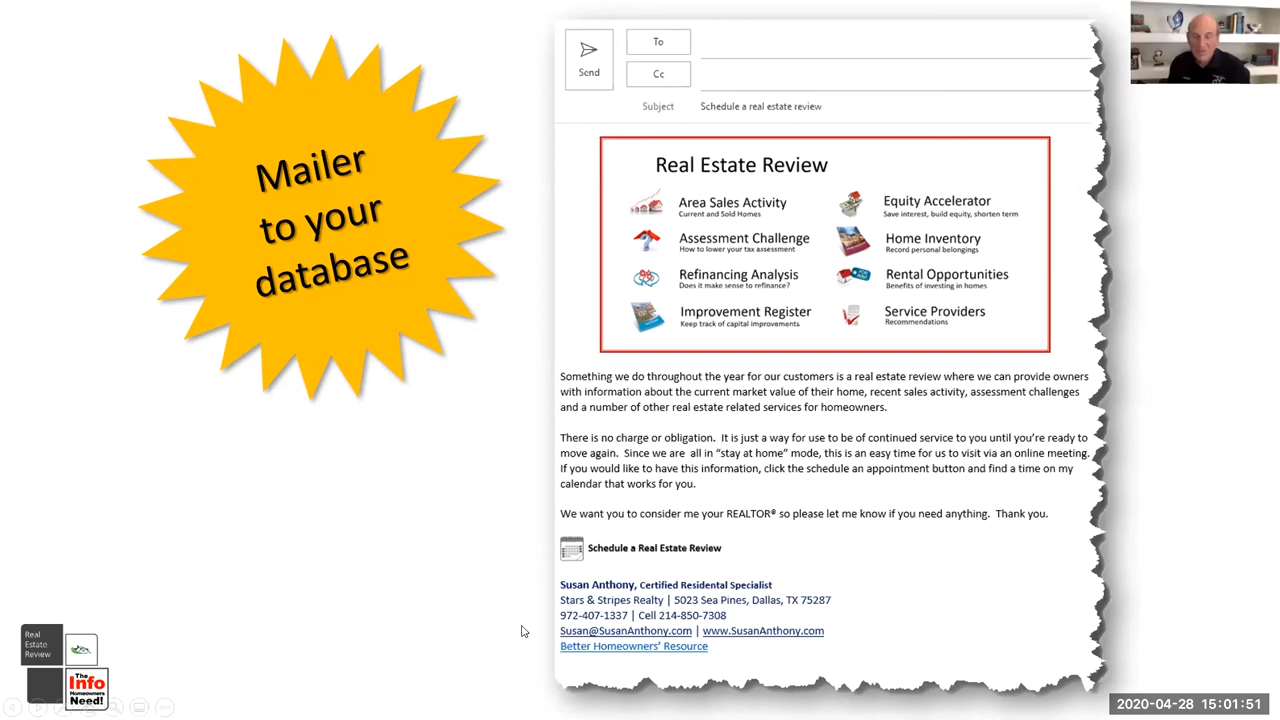 Mailer
to your
database
Send
To
Cc
Subject
Schedule a real estate review
Real Estate Review
Area Sales Activity
Current and Sold Homes
Equity Accelerator
Save interest, build equity, shorten term
Assessment Challenge
How to lower your tax assessment
Home Inventory
Record personal belongings
Refinancing Analysis
Does it make sense to refinance?
Rental Opportunities
Benefits of investing in homes
Improvement Register
Keep track of capital improvements
Service Providers
Recommendations
Something we do throughout the year for our customers is a real estate review where we can provide owners
with information about the current market value of their home, recent sales activity, assessment challenges
and a number of other real estate related services for homeowners.
There is no charge or obligation.  It is just a way for use to be of continued service to you until you're ready to
move again.  Since we are  all in “stay at home” mode, this is an easy time for us to visit via an online meeting.
If you would like to have this information, click the schedule an appointment button and find a time on my
calendar that works for you.
We want you to consider me your REALTOR® so please let me know if you need anything.  Thank you.
Schedule a Real Estate Review
Susan Anthony, Certified Residental Specialist
Stars & Stripes Realty | 5023 Sea Pines, Dallas, TX 75287
972-407-1337 | Cell 214-850-7308
Susan@SusanAnthony.com | www.SusanAnthony.com
Better Homeowners’ Resource
Real
Estate
Review
The
Info
Homeowners
Need!
2020-04-28 15:01:51